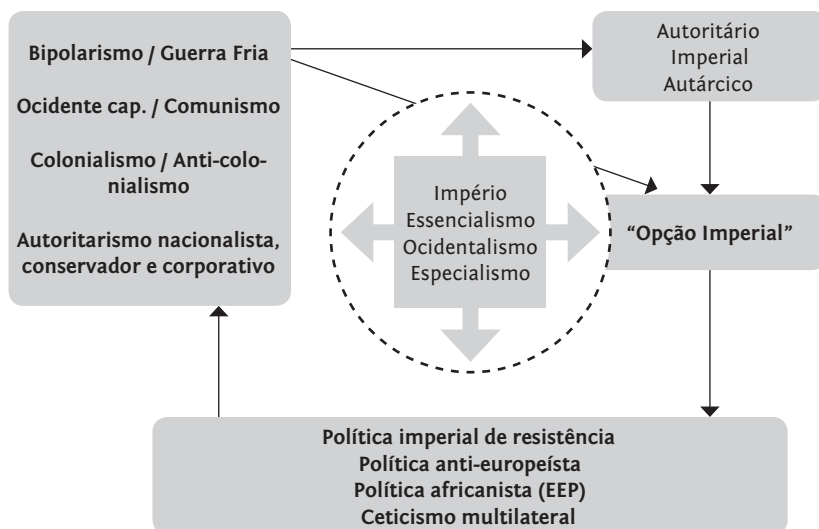 Bipolarismo / Guerra Fria
Ocidente cap. / Comunismo
Colonialismo / Anti-colo-
nialismo
Autoritarismo nacionalista,
conservador e corporativo
Autoritário
Imperial
Autárcico
Império
Essencialismo
Ocidentalismo
Especialismo
“Opção Imperial”
Política imperial de resistência
Política anti-europeísta
Política africanista (EEP)
Ceticismo multilateral